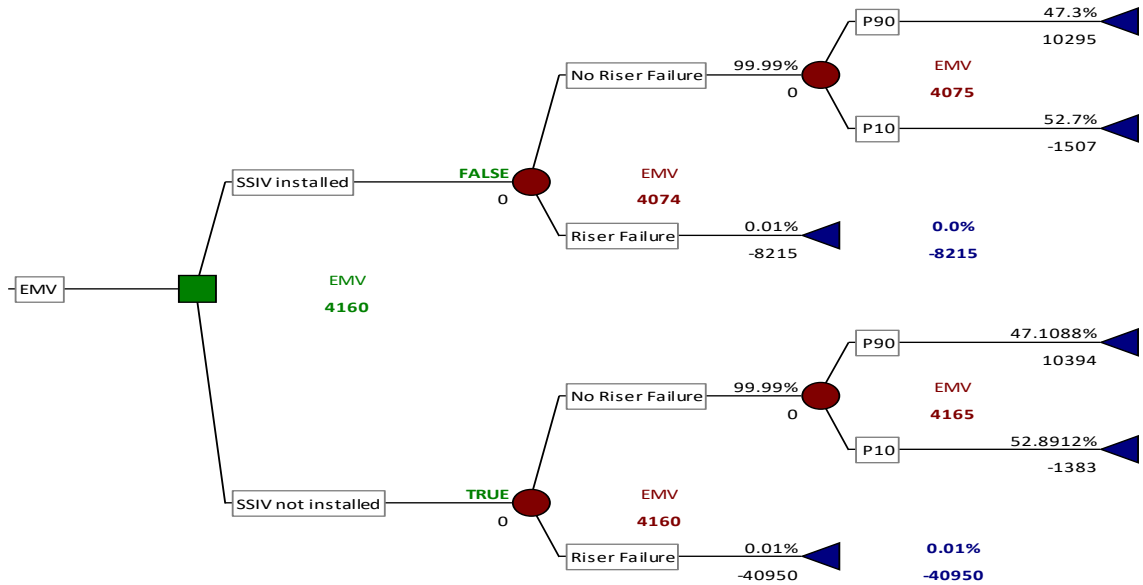 P90
47.3%
10295
No Riser Failure
99.99%
0
EMV
4075
P10
52.7%
-1507
SSIV installed
FALSE
0
EMV
4074
Riser Failure
0.01%
-8215
0.0%
-8215
EMV
EMV
4160
P90
47.1088%
10394
No Riser Failure
99.99%
0
EMV
4165
P10
52.8912%
-1383
SSIV not installed
TRUE
0
EMV
4160
Riser Failure
0.01%
-40950
0.01%
-40950